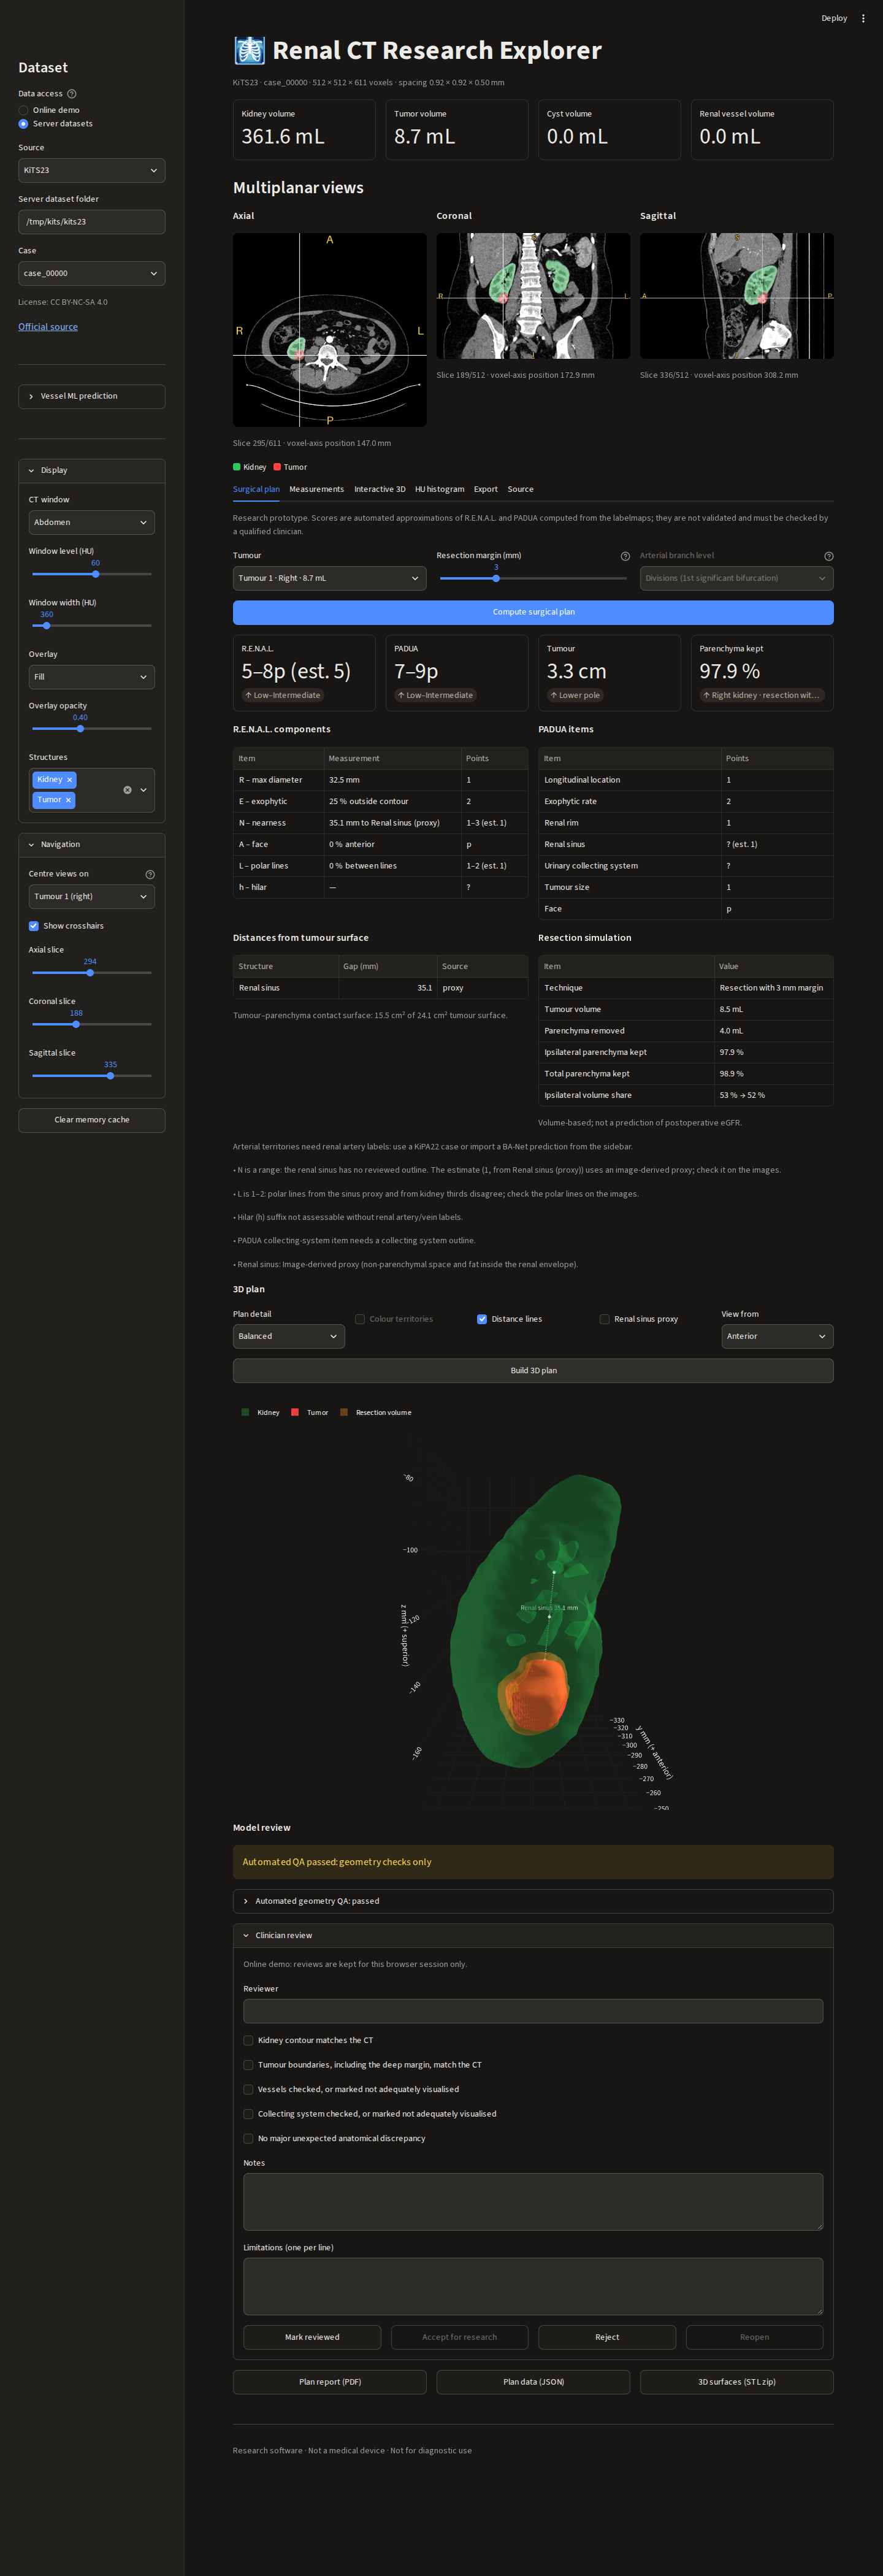 Deploy
Dataset
Data access
Online demo
Server datasets
Source
KiTS23
Server dataset folder
/tmp/kits/kits23
Case
case_00000
License: CC BY-NC-SA 4.0
Official source
Vessel ML prediction
Display
CT window
Abdomen
Window level (HU)
60
Window width (HU)
360
Overlay
Fill
Overlay opacity
0.40
Structures
Kidney
Tumor
Navigation
Centre views on
Tumour 1 (right)
Show crosshairs
Axial slice
294
Coronal slice
188
Sagittal slice
335
Clear memory cache
Renal CT Research Explorer
KiTS23 · case_00000 · 512 × 512 × 611 voxels · spacing 0.92 × 0.92 × 0.50 mm
Kidney volume
361.6 mL
Tumor volume
8.7 mL
Cyst volume
0.0 mL
Renal vessel volume
0.0 mL
Multiplanar views
Axial
Coronal
Sagittal
A
R
L
P
R
L
A
P
Slice 295/611 · voxel-axis position 147.0 mm
Slice 189/512 · voxel-axis position 172.9 mm
Slice 336/512 · voxel-axis position 308.2 mm
Kidney Tumor
Surgical plan Measurements Interactive 3D HU histogram Export Source
Research prototype. Scores are automated approximations of R.E.N.A.L. and PADUA computed from the labelmaps; they are not validated and must be checked
by a qualified clinician.
Tumour
Tumour 1 · Right · 8.7 mL
Resection margin (mm)
3
Arterial branch level
Divisions (1st significant bifurcation)
Compute surgical plan
R.E.N.A.L.
5–8p (est. 5)
↑ Low–Intermediate
PADUA
7–9p
↑ Low–Intermediate
Tumour
3.3 cm
↑ Lower pole
Parenchyma kept
97.9 %
↑ Right kidney · resection wit…
R.E.N.A.L. components
Item Measurement Points
R – max diameter 32.5 mm 1
E – exophytic 25 % outside contour 2
N – nearness 35.1 mm to Renal sinus (proxy) 1–3 (est. 1)
A – face 0 % anterior p
L – polar lines 0 % between lines 1–2 (est. 1)
h – hilar — ?
PADUA items
Item Points
Longitudinal location 1
Exophytic rate 2
Renal rim 1
Renal sinus ? (est. 1)
Urinary collecting system ?
Tumour size 1
Face p
Distances from tumour surface
Structure Gap (mm) Source
Renal sinus 35.1 proxy
Tumour–parenchyma contact surface: 15.5 cm² of 24.1 cm² tumour surface.
Resection simulation
Item Value
Technique Resection with 3 mm margin
Tumour volume 8.5 mL
Parenchyma removed 4.0 mL
Ipsilateral parenchyma kept 97.9 %
Total parenchyma kept 98.9 %
Ipsilateral volume share 53 % → 52 %
Volume-based; not a prediction of postoperative eGFR.
Arterial territories need renal artery labels: use a KiPA22 case or import a BA-Net prediction from the sidebar.
• N is a range: the renal sinus has no reviewed outline. The estimate (1, from Renal sinus (proxy)) uses an image-derived proxy; check it on the images.
• L is 1–2: polar lines from the sinus proxy and from kidney thirds disagree; check the polar lines on the images.
• Hilar (h) suffix not assessable without renal artery/vein labels.
• PADUA collecting-system item needs a collecting system outline.
• Renal sinus: Image-derived proxy (non-parenchymal space and fat inside the renal envelope).
3D plan
Plan detail
Balanced
Colour territories
Distance lines
Renal sinus proxy
View from
Anterior
Build 3D plan
Kidney Tumor Resection volume
−80
−100
−120
−140
−160
z mm (+ superior)
Renal sinus 35.1 mm
−330
−320
−310
−300
−290
−280
−270
−260
−250
y mm (+ anterior)
Model review
Automated QA passed: geometry checks only
Automated geometry QA: passed
Clinician review
Online demo: reviews are kept for this browser session only.
Reviewer
Kidney contour matches the CT
Tumour boundaries, including the deep margin, match the CT
Vessels checked, or marked not adequately visualised
Collecting system checked, or marked not adequately visualised
No major unexpected anatomical discrepancy
Notes
Limitations (one per line)
Mark reviewed
Accept for research
Reject
Reopen
Plan report (PDF)
Plan data (JSON)
3D surfaces (STL zip)
Research software · Not a medical device · Not for diagnostic use